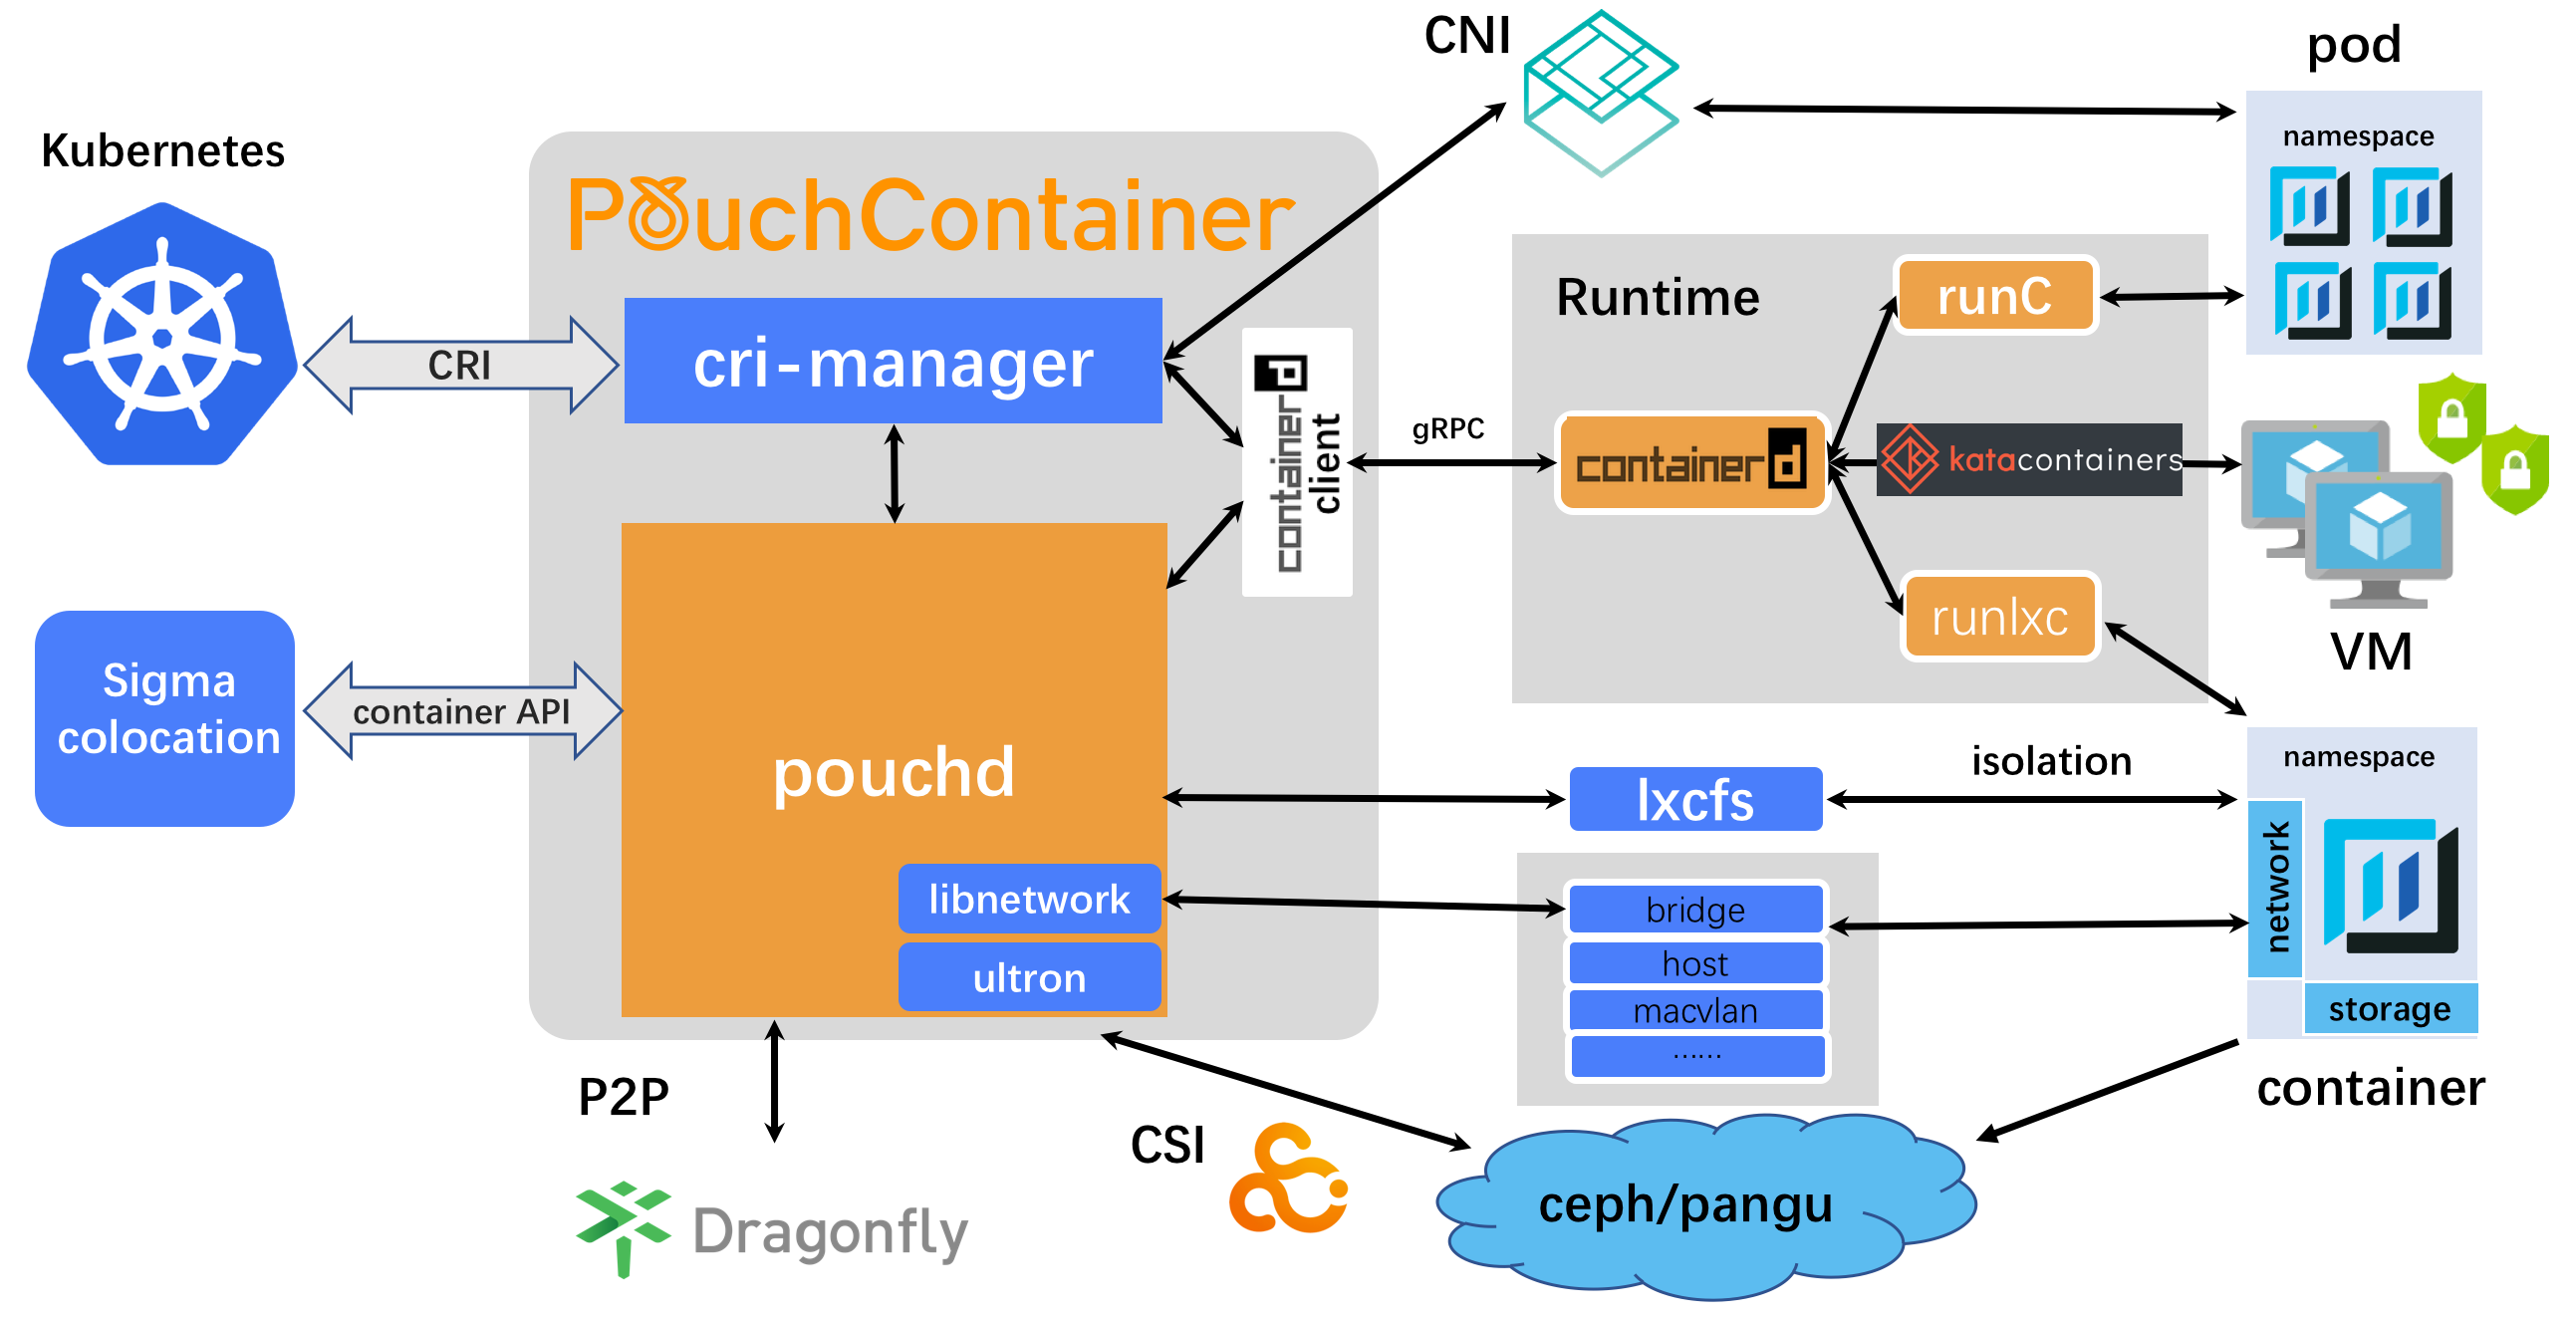 CNI
pod
Kubernetes
PouchContainer
namespace
Runtime
runC
cri-manager
CRI
containerd
client
gRPC
containerd
katacontainers
runlxc
VM
Sigma
colocation
container API
pouchd
isolation
namespace
lxcfs
network
libnetwork
bridge
ultron
host
macvlan
......
storage
P2P
container
CSI
ceph/pangu
Dragonfly